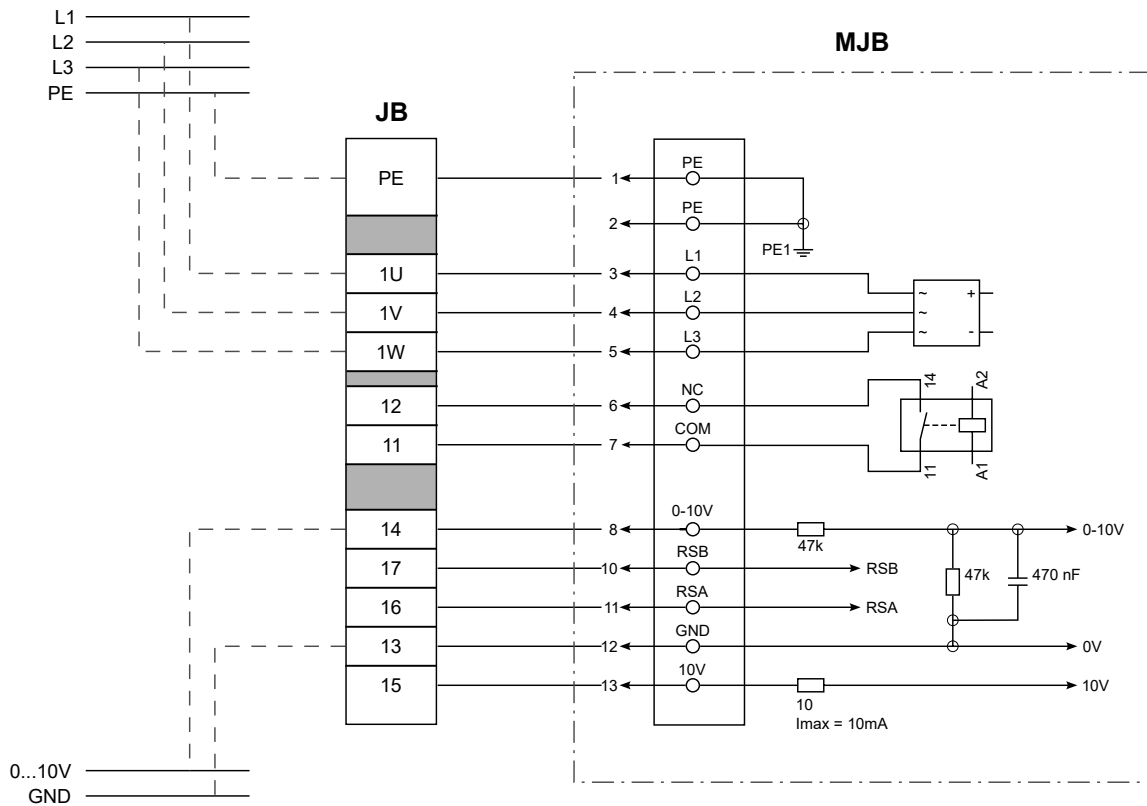 L1
L2
L3
PE
MJB
JB
PE
1
PE
2
PE
PE1
1U
3
L1
~ +
1V
4
L2
~
1W
5
L3
~ -
12
6
NC
14
A2
11
7
COM
11
A1
14
8
0-10V
47k
0-10V
17
10
RSB
RSB
47k
470 nF
16
11
RSA
RSA
13
12
GND
0V
15
13
10V
10
Imax = 10mA
10V
0...10V
GND